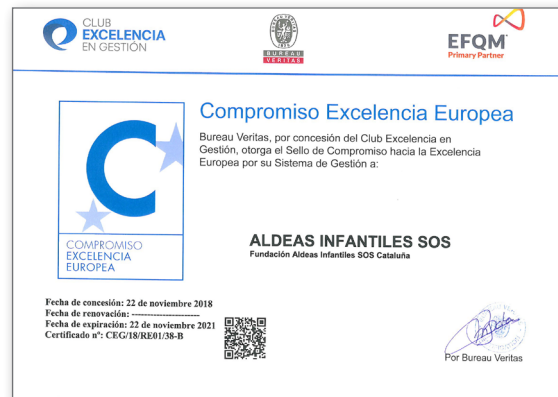 CLUB
EXCELENCIA
EN GESTIÓN
BUREAU
VERITAS
EFQM
Primary Partner
Compromiso Excelencia Europea
Bureau Veritas, por concesión del Club Excelencia en
Gestión, otorga el Sello de Compromiso hacia la Excelencia
Europea por su Sistema de Gestión a:
COMPROMISO
EXCELENCIA
EUROPEA
ALDEAS INFANTILES SOS
Fundación Aldeas Infantiles SOS Cataluña
Fecha de concesión: 22 de noviembre 2018
Fecha de renovación: ----------------------
Fecha de expiración: 22 de noviembre 2021
Certificado nº: CEG/18/RE01/38-B
Por Bureau Veritas